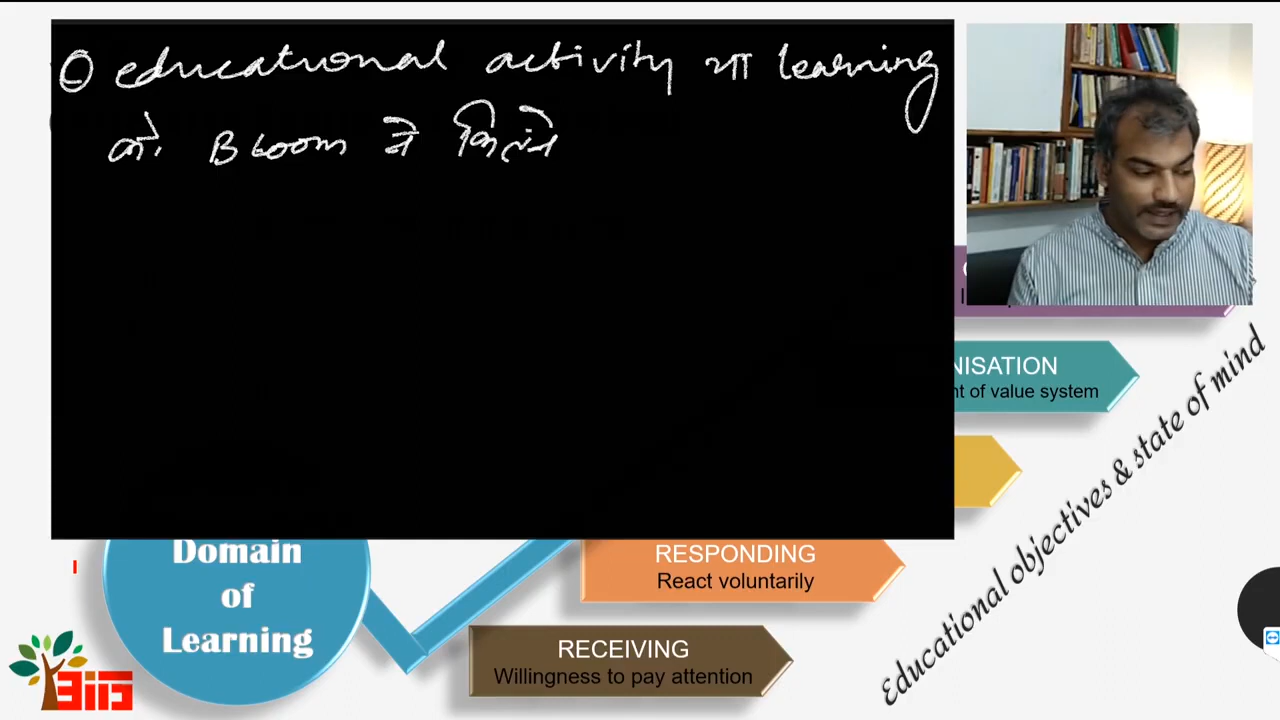 educational activity या learning
को Bloom ने
NISATION
nt of value system
RESPONDING
React voluntarily
RECEIVING
Willingness to pay attention
Domain
of
Learning
Educational objectives & state of mind